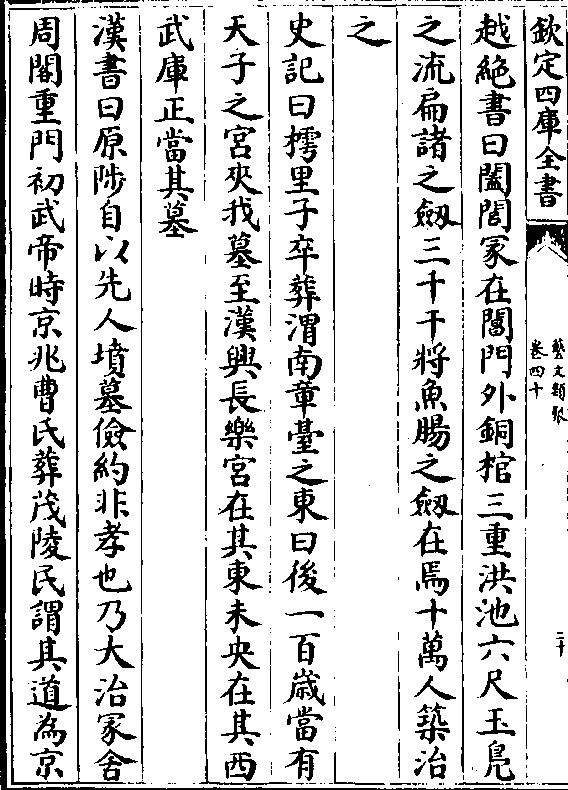 欽定四庫全書
藝文類聚
卷四十
二十
越絶書曰闔閭冢在閶門外銅棺三重洪池六尺玉鳬
之流扁諸之劔三千干將魚腸之劔在焉十萬人築治
之
史記曰樗里子卒葬渭南章臺之東曰後一百歳當有
天子之宮夾我墓至漢興長樂宮在其東未央在其西
武庫正當其墓
漢書曰原陟自以先人墳墓儉約非孝也乃大治冢舍
周閣重門初武帝時京兆曹氏葬茂陵民謂其道為京